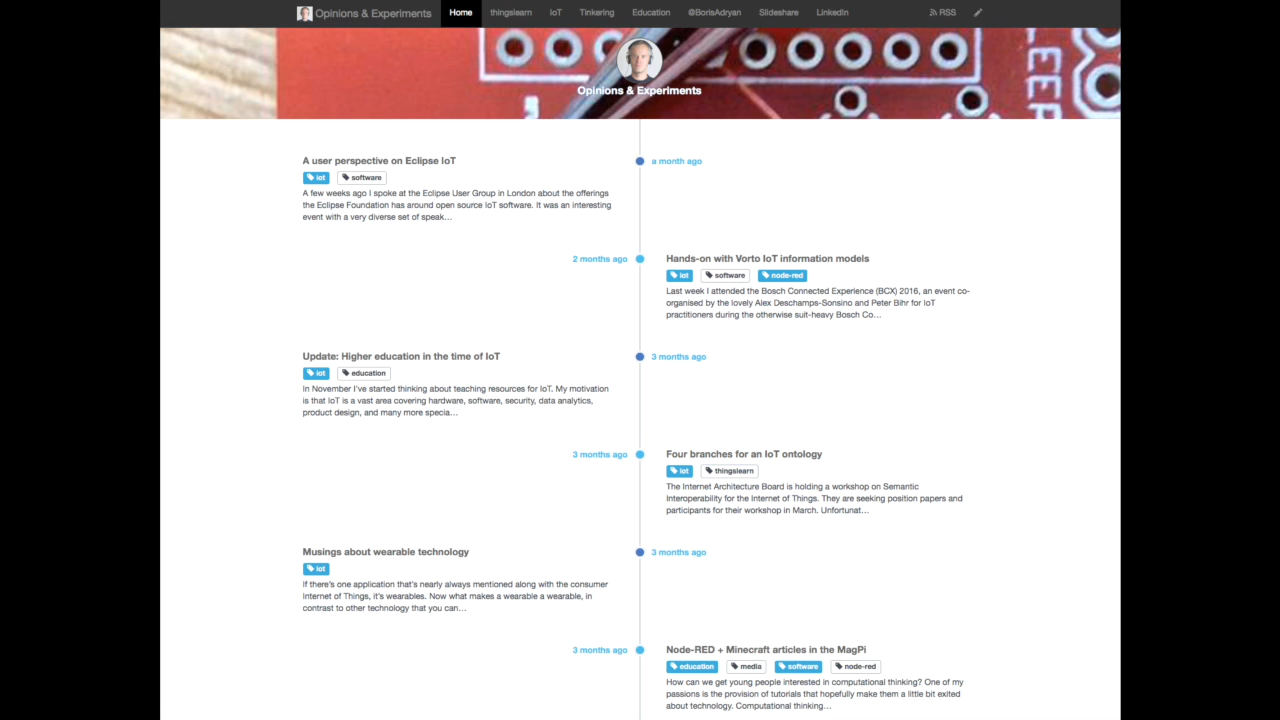 Opinions & Experiments Home thingslearn IoT Tinkering Education @BorisAdryan Slideshare LinkedIn RSS
EEP
Opinions & Experiments
A user perspective on Eclipse IoT
a month ago
iot software
A few weeks ago I spoke at the Eclipse User Group in London about the offerings
the Eclipse Foundation has around open source IoT software. It was an interesting
event with a very diverse set of speak…
2 months ago
Hands-on with Vorto IoT information models
iot software node-red
Last week I attended the Bosch Connected Experience (BCX) 2016, an event co-
organised by the lovely Alex Deschamps-Sonsino and Peter Bihr for IoT
practitioners during the otherwise suit-heavy Bosch Co…
Update: Higher education in the time of IoT
3 months ago
iot education
In November I've started thinking about teaching resources for IoT. My motivation
is that IoT is a vast area covering hardware, software, security, data analytics,
product design, and many more specia…
3 months ago
Four branches for an IoT ontology
iot thingslearn
The Internet Architecture Board is holding a workshop on Semantic
Interoperability for the Internet of Things. They are seeking position papers and
participants for their workshop in March. Unfortunat…
Musings about wearable technology
3 months ago
iot
If there's one application that's nearly always mentioned along with the consumer
Internet of Things, it's wearables. Now what makes a wearable a wearable, in
contrast to other technology that you can…
3 months ago
Node-RED + Minecraft articles in the MagPi
education media software node-red
How can we get young people interested in computational thinking? One of my
passions is the provision of tutorials that hopefully make them a little bit exited
about technology. Computational thinking…